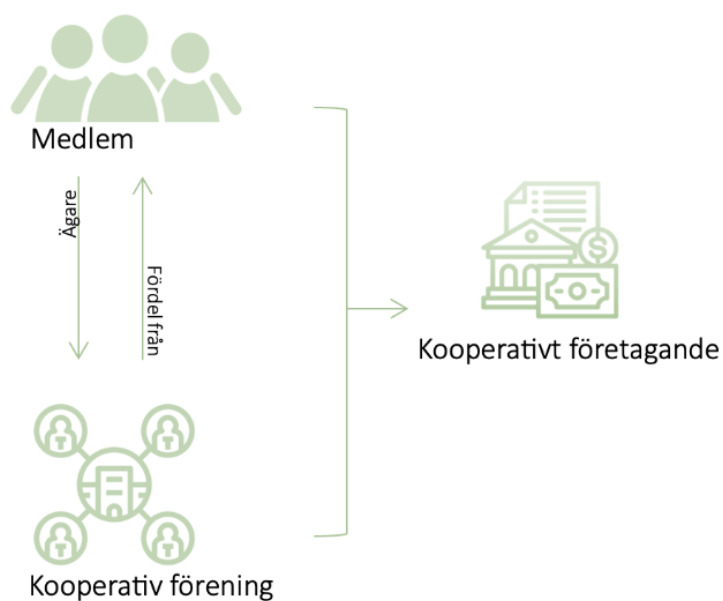 Medlem
Ägare
Fördel från
Kooperativt företagande
Kooperativ förening